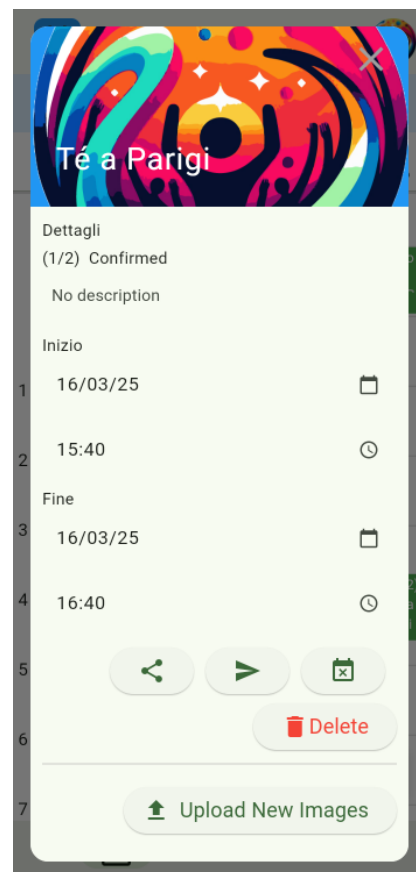 Té a Parigi
Dettagli
(1/2) Confirmed
No description
Inizio
16/03/25
1
15:40
2
Fine
3
16/03/25
4
16:40
5
Delete
6
Upload New Images
7